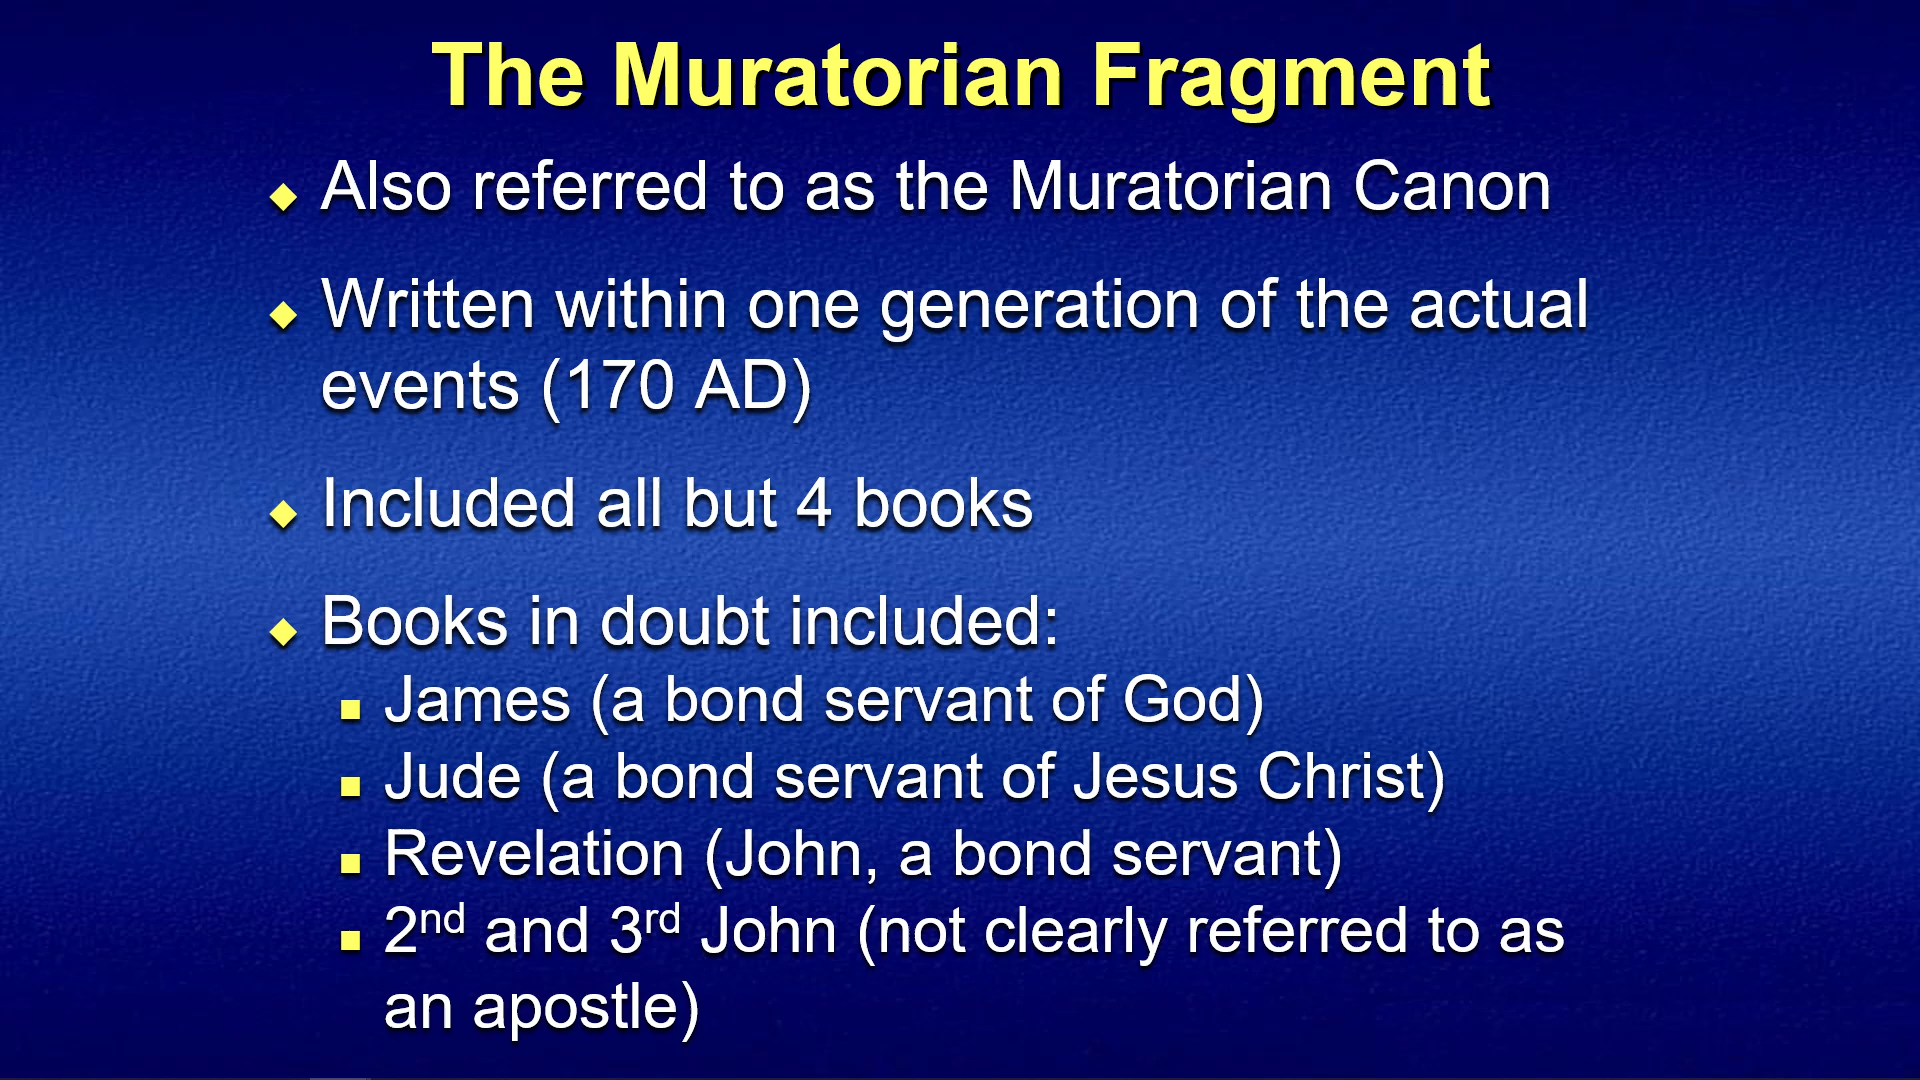 The Muratorian Fragment
Also referred to as the Muratorian Canon
Written within one generation of the actual
events (170 AD)
Included all but 4 books
Books in doubt included:
James (a bond servant of God)
Jude (a bond servant of Jesus Christ)
Revelation (John, a bond servant)
2nd and 3rd John (not clearly referred to as
an apostle)